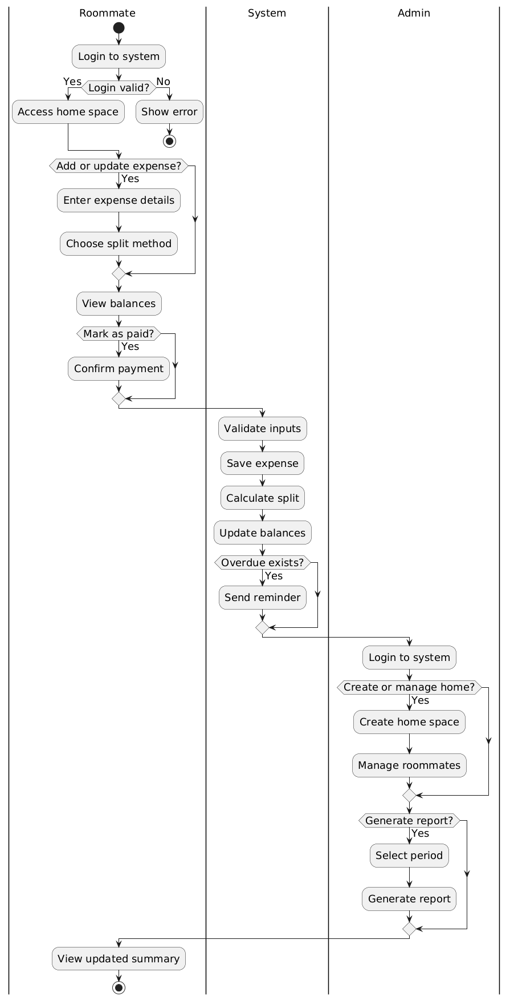 Roommate
System
Admin
Login to system
Login valid?
Yes
No
Access home space
Show error
Add or update expense?
Yes
Enter expense details
Choose split method
View balances
Mark as paid?
Yes
Confirm payment
Validate inputs
Save expense
Calculate split
Update balances
Overdue exists?
Yes
Send reminder
Login to system
Create or manage home?
Yes
Create home space
Manage roommates
Generate report?
Yes
Select period
Generate report
View updated summary